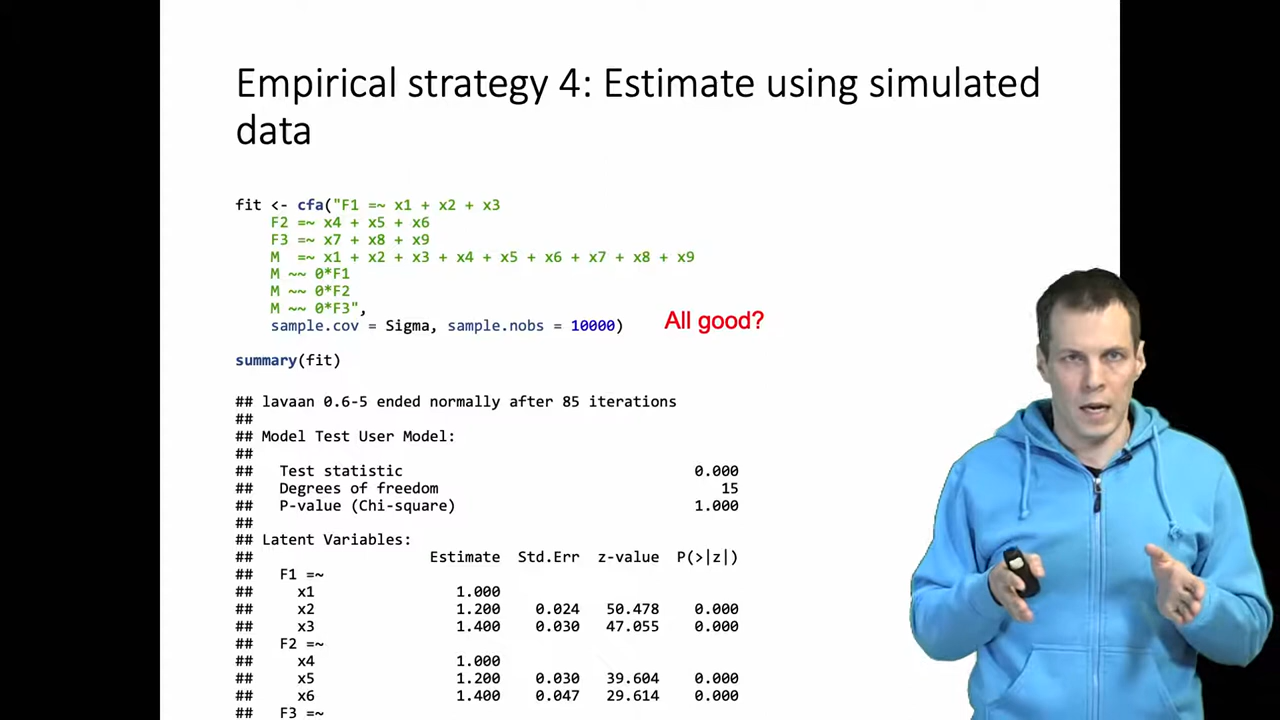 Empirical strategy 4: Estimate using simulated
data
fit <- cfa("F1 =~ x1 + x2 + x3
F2 =~ x4 + x5 + x6
F3 =~ x7 + x8 + x9
M =~ x1 + x2 + x3 + x4 + x5 + x6 + x7 + x8 + x9
M ~~ 0*F1
M ~~ 0*F2
M ~~ 0*F3",
sample.cov = Sigma, sample.nobs = 10000)
All good?
summary(fit)
## lavaan 0.6-5 ended normally after 85 iterations
##
## Model Test User Model:
##
## Test statistic 0.000
## Degrees of freedom 15
## P-value (Chi-square) 1.000
##
## Latent Variables:
## Estimate Std.Err z-value P(>|z|)
## F1 =~
## x1 1.000
## x2 1.200 0.024 50.478 0.000
## x3 1.400 0.030 47.055 0.000
## F2 =~
## x4 1.000
## x5 1.200 0.030 39.604 0.000
## x6 1.400 0.047 29.614 0.000
## F3 =~